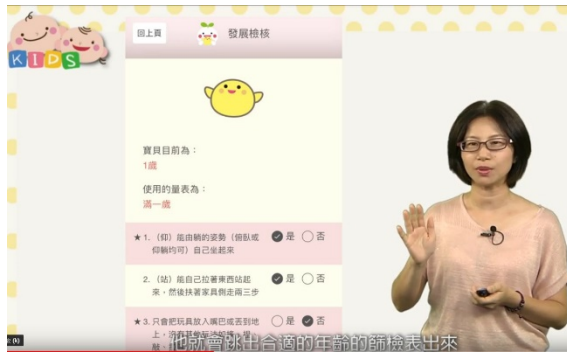 KIDS
回上頁
發展檢核
寶貝目前為：
1歲
使用的量表為：
滿一歲
★1.（仰）能由躺的姿勢（俯臥或
仰躺均可）自己坐起來
是 否
2.（站）能自己拉著東西站起
來，然後扶著家具側走兩三步
是 否
★3.只會把玩具放入嘴巴或丟到地
是 否
他就會跳出合適的年齡的篩檢表出來